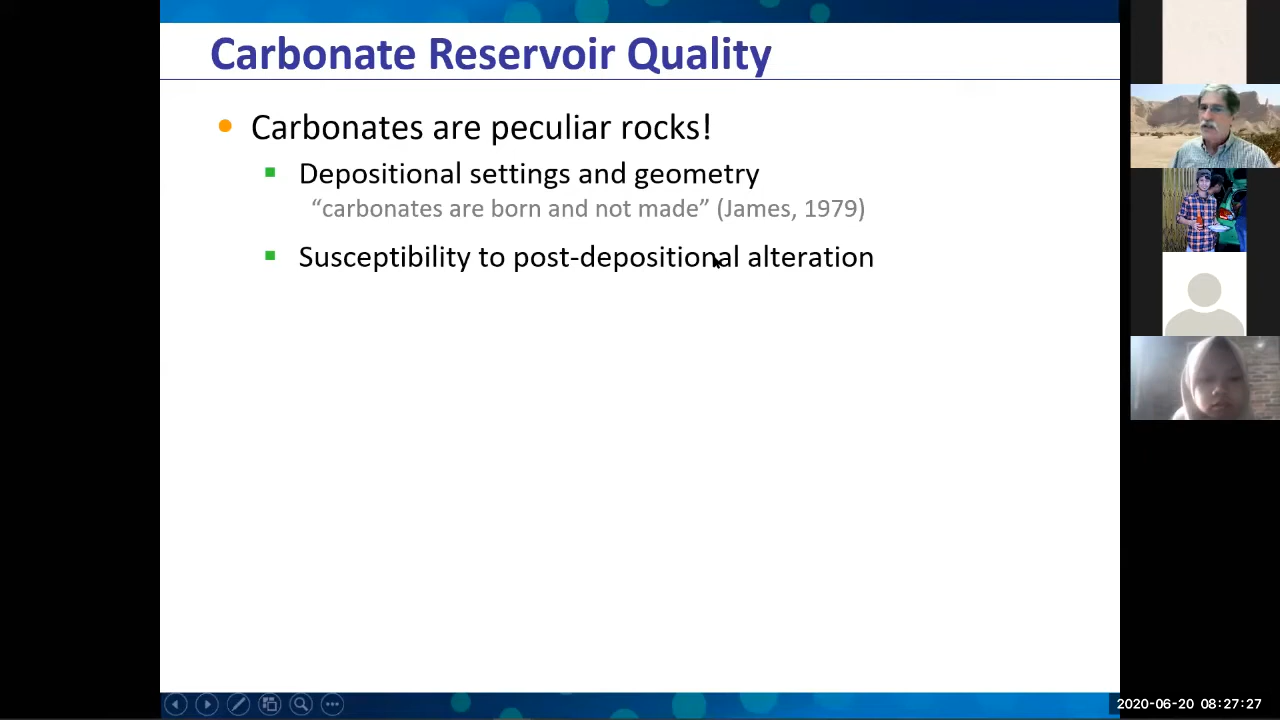 Carbonate Reservoir Quality
Carbonates are peculiar rocks!
Depositional settings and geometry
“carbonates are born and not made” (James, 1979)
Susceptibility to post-depositional alteration
2020-06-20 08:27:27